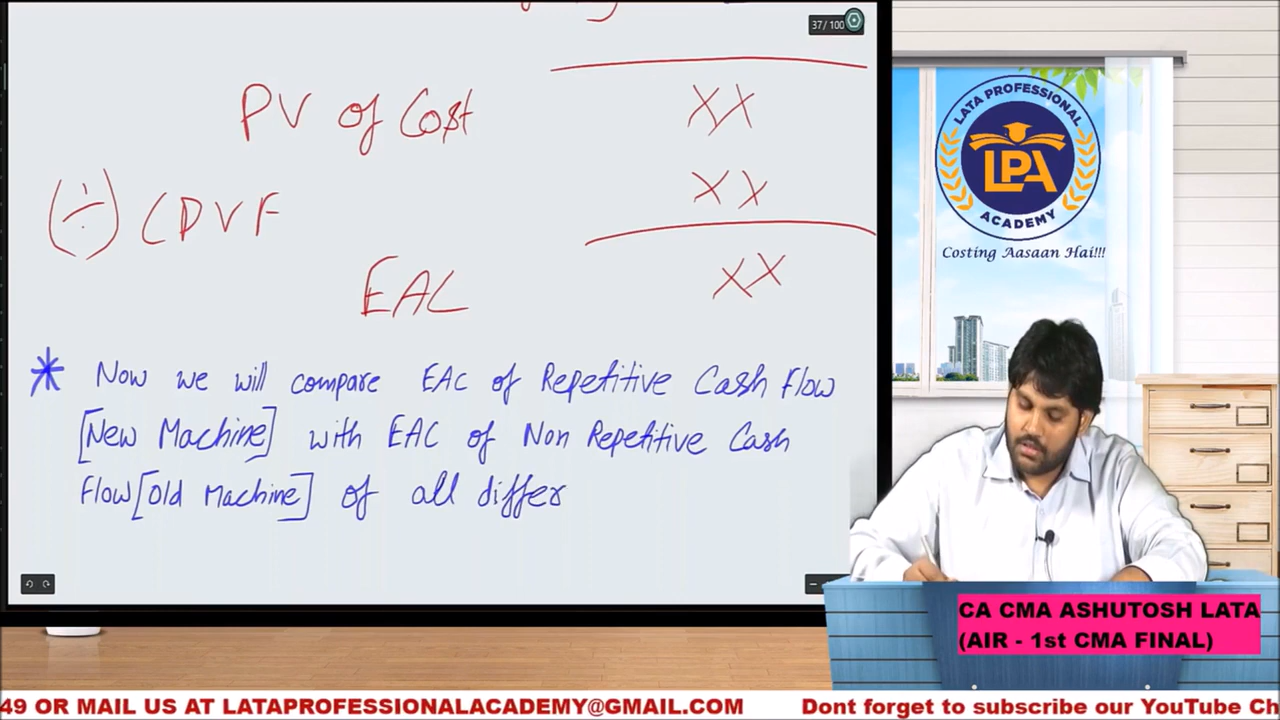 37/100
PV of Cost XX
(÷) CDVF XX
EAC XX
* Now we will compare EAC of Repetitive Cash Flow
[New Machine] with EAC of Non Repetitive Cash
Flow[Old Machine] of all differ
LATA PROFESSIONAL
LPA
ACADEMY
Costing Aasaan Hai!!!
CA CMA ASHUTOSH LATA
(AIR - 1st CMA FINAL)
49 OR MAIL US AT LATAPROFESSIONALACADEMY@GMAIL.COM Dont forget to subscribe our YouTube Ch